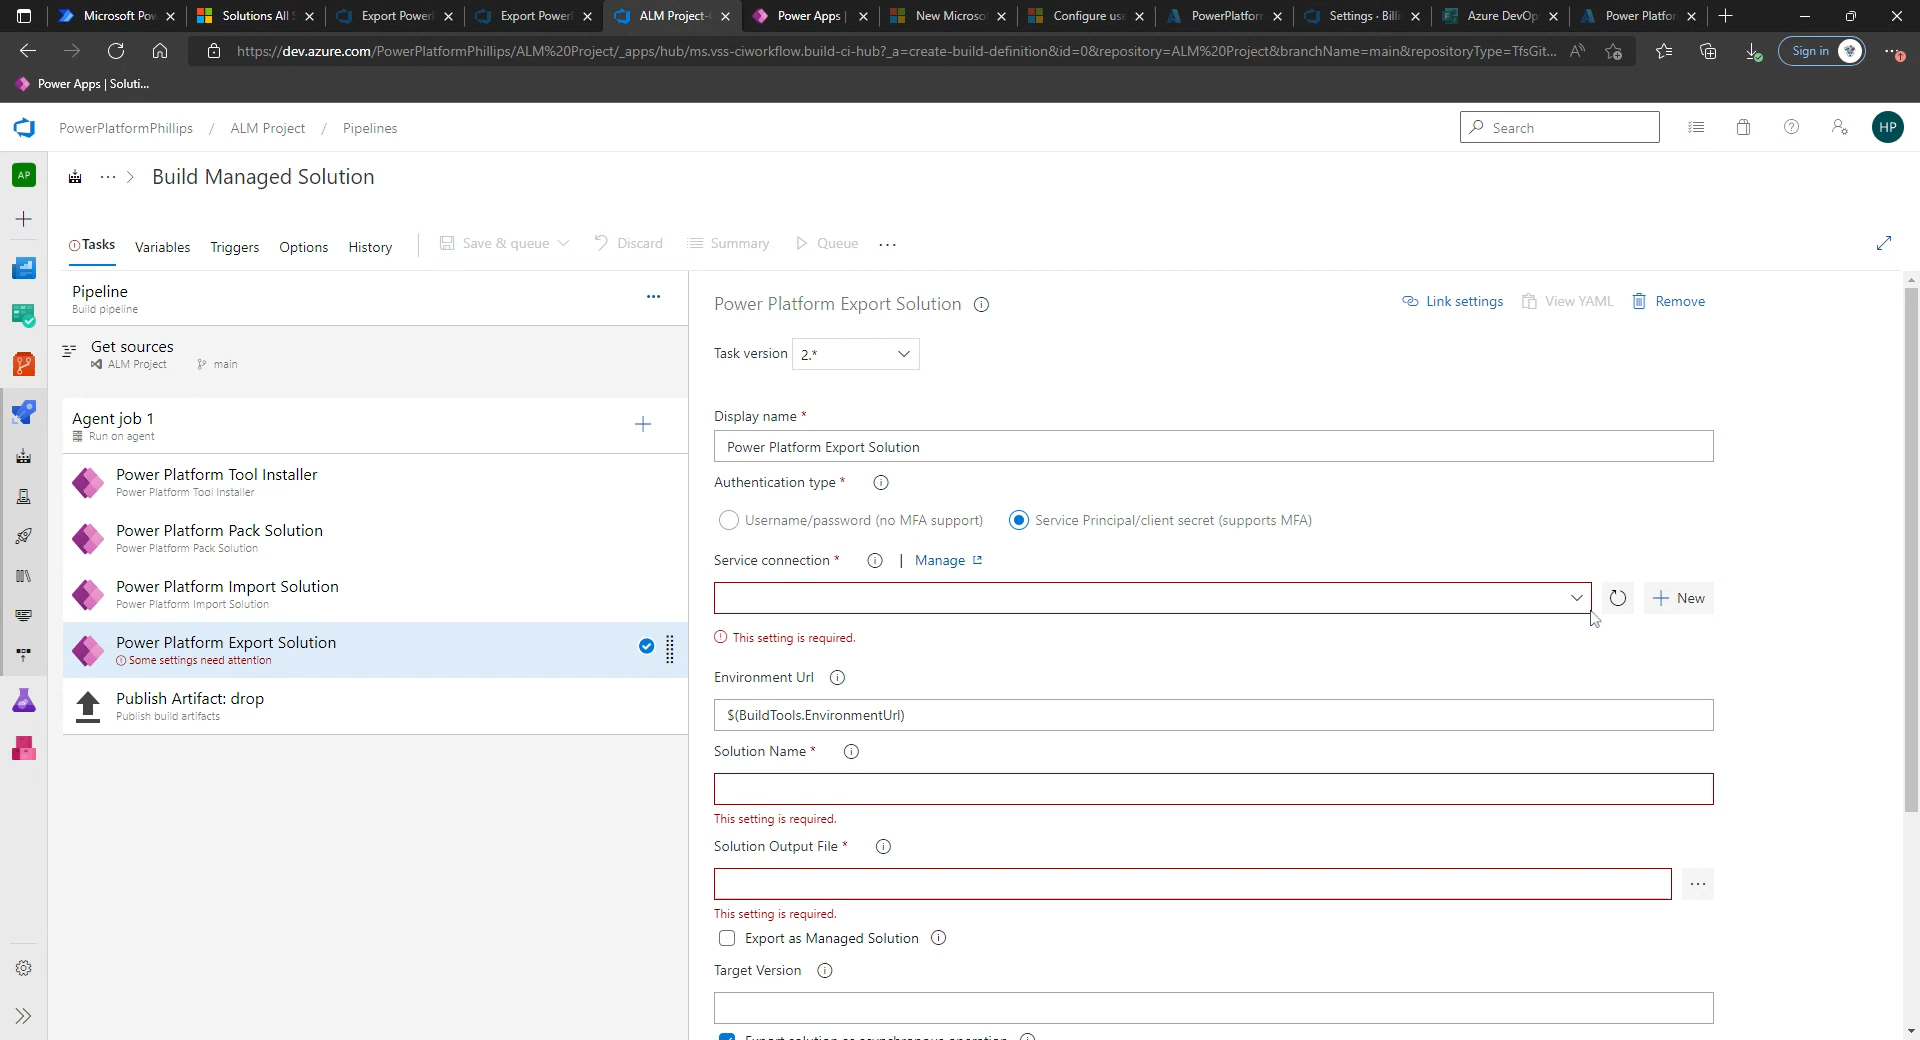 Microsoft Pow
Solutions All S
Export PowerP
Export PowerP
ALM Project-
Power Apps |
New Microso
Configure use
PowerPlatform
Settings · Billi
Azure DevOp
Power Platfor
https://dev.azure.com/PowerPlatformPhillips/ALM%20Project/_apps/hub/ms.vss-ciworkflow.build-ci-hub?_a=create-build-definition&id=0&repository=ALM%20Project&branchName=main&repositoryType=TfsGit...
Sign in
Power Apps | Soluti...
PowerPlatformPhillips / ALM Project / Pipelines
Search
HP
AP
... > Build Managed Solution
Tasks
Variables
Triggers
Options
History
Save & queue
Discard
Summary
Queue
...
Pipeline
Build pipeline
...
Get sources
ALM Project
main
Agent job 1
Run on agent
Power Platform Tool Installer
Power Platform Tool Installer
Power Platform Pack Solution
Power Platform Pack Solution
Power Platform Import Solution
Power Platform Import Solution
Power Platform Export Solution
Some settings need attention
Publish Artifact: drop
Publish build artifacts
Power Platform Export Solution
Link settings
View YAML
Remove
Task version 2.*
Display name *
Power Platform Export Solution
Authentication type *
Username/password (no MFA support)
Service Principal/client secret (supports MFA)
Service connection * | Manage
New
This setting is required.
Environment Url
$(BuildTools.EnvironmentUrl)
Solution Name *
This setting is required.
Solution Output File *
...
This setting is required.
Export as Managed Solution
Target Version
Export solution as asynchronous operation